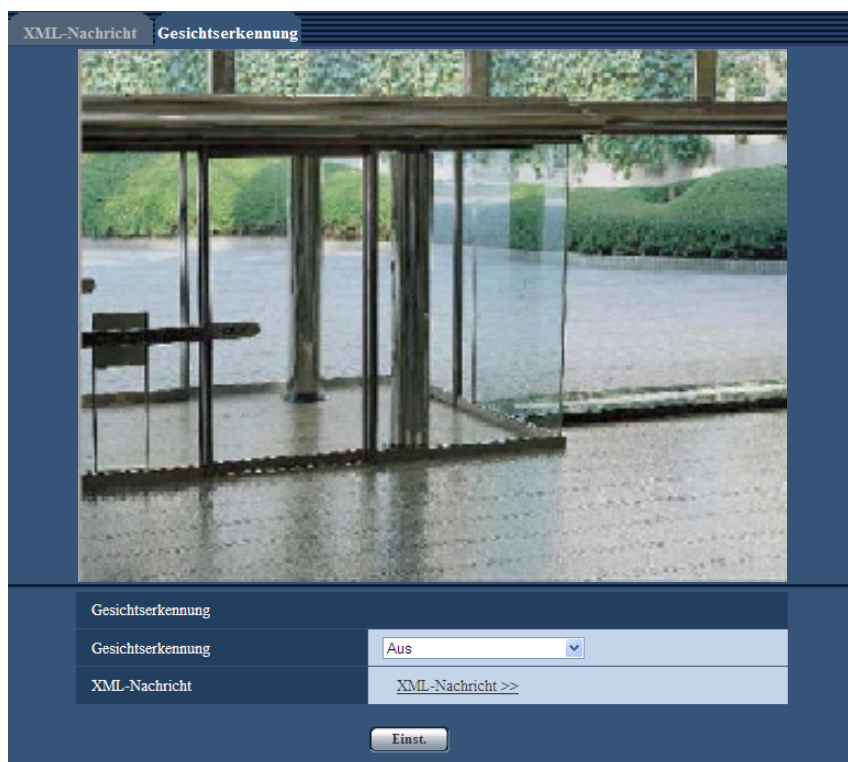 XML-Nachricht Gesichtserkennung
Gesichtserkennung
Gesichtserkennung Aus
XML-Nachricht XML-Nachricht >>
Einst.